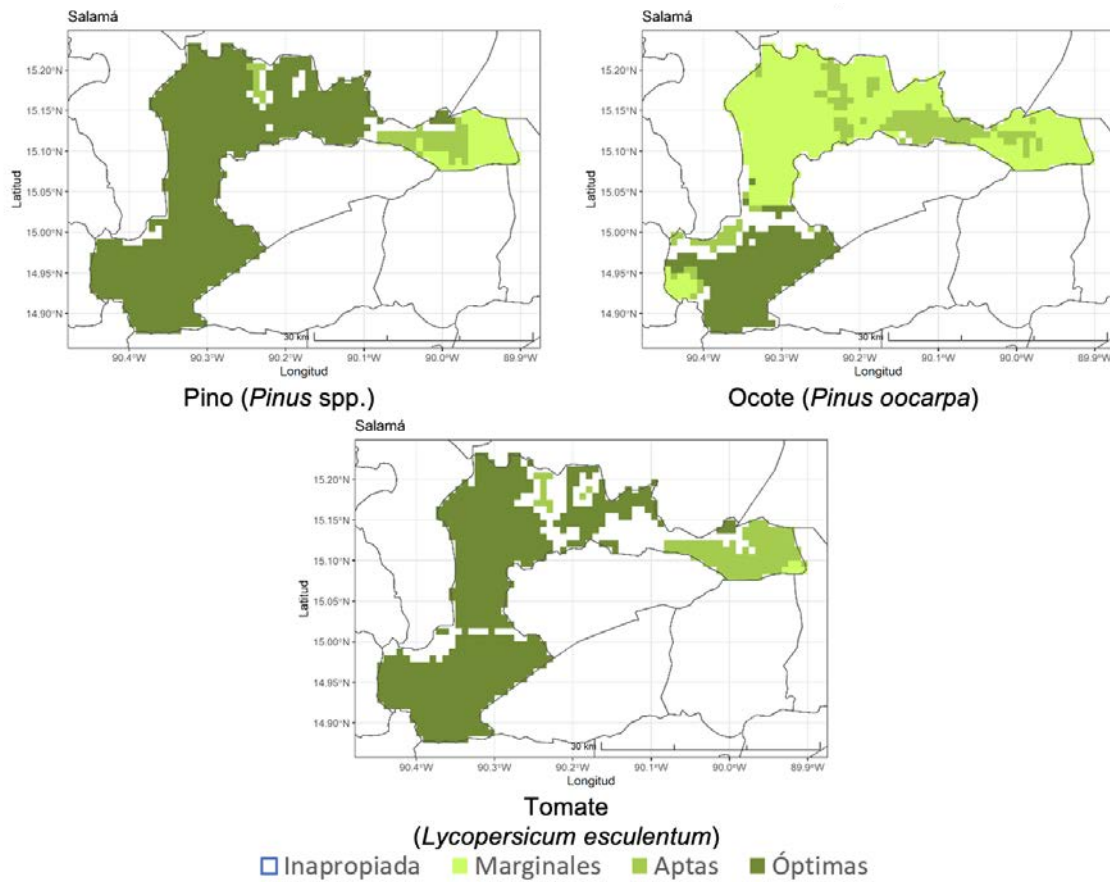 Salamá
15.20°N
15.15°N
15.10°N
15.05°N
15.00°N
14.95°N
14.90°N
Latitud
30 km
90.4°W 90.3°W 90.2°W 90.1°W 90.0°W 89.9°W
Longitud
Pino (Pinus spp.)
Salamá
15.20°N
15.15°N
15.10°N
15.05°N
15.00°N
14.95°N
14.90°N
Latitud
30 km
90.4°W 90.3°W 90.2°W 90.1°W 90.0°W 89.9°W
Longitud
Ocote (Pinus oocarpa)
Salamá
15.20°N
15.15°N
15.10°N
15.05°N
15.00°N
14.95°N
14.90°N
Latitud
30 km
90.4°W 90.3°W 90.2°W 90.1°W 90.0°W 89.9°W
Longitud
Tomate
(Lycopersicum esculentum)
Inapropiada Marginales Aptas Óptimas